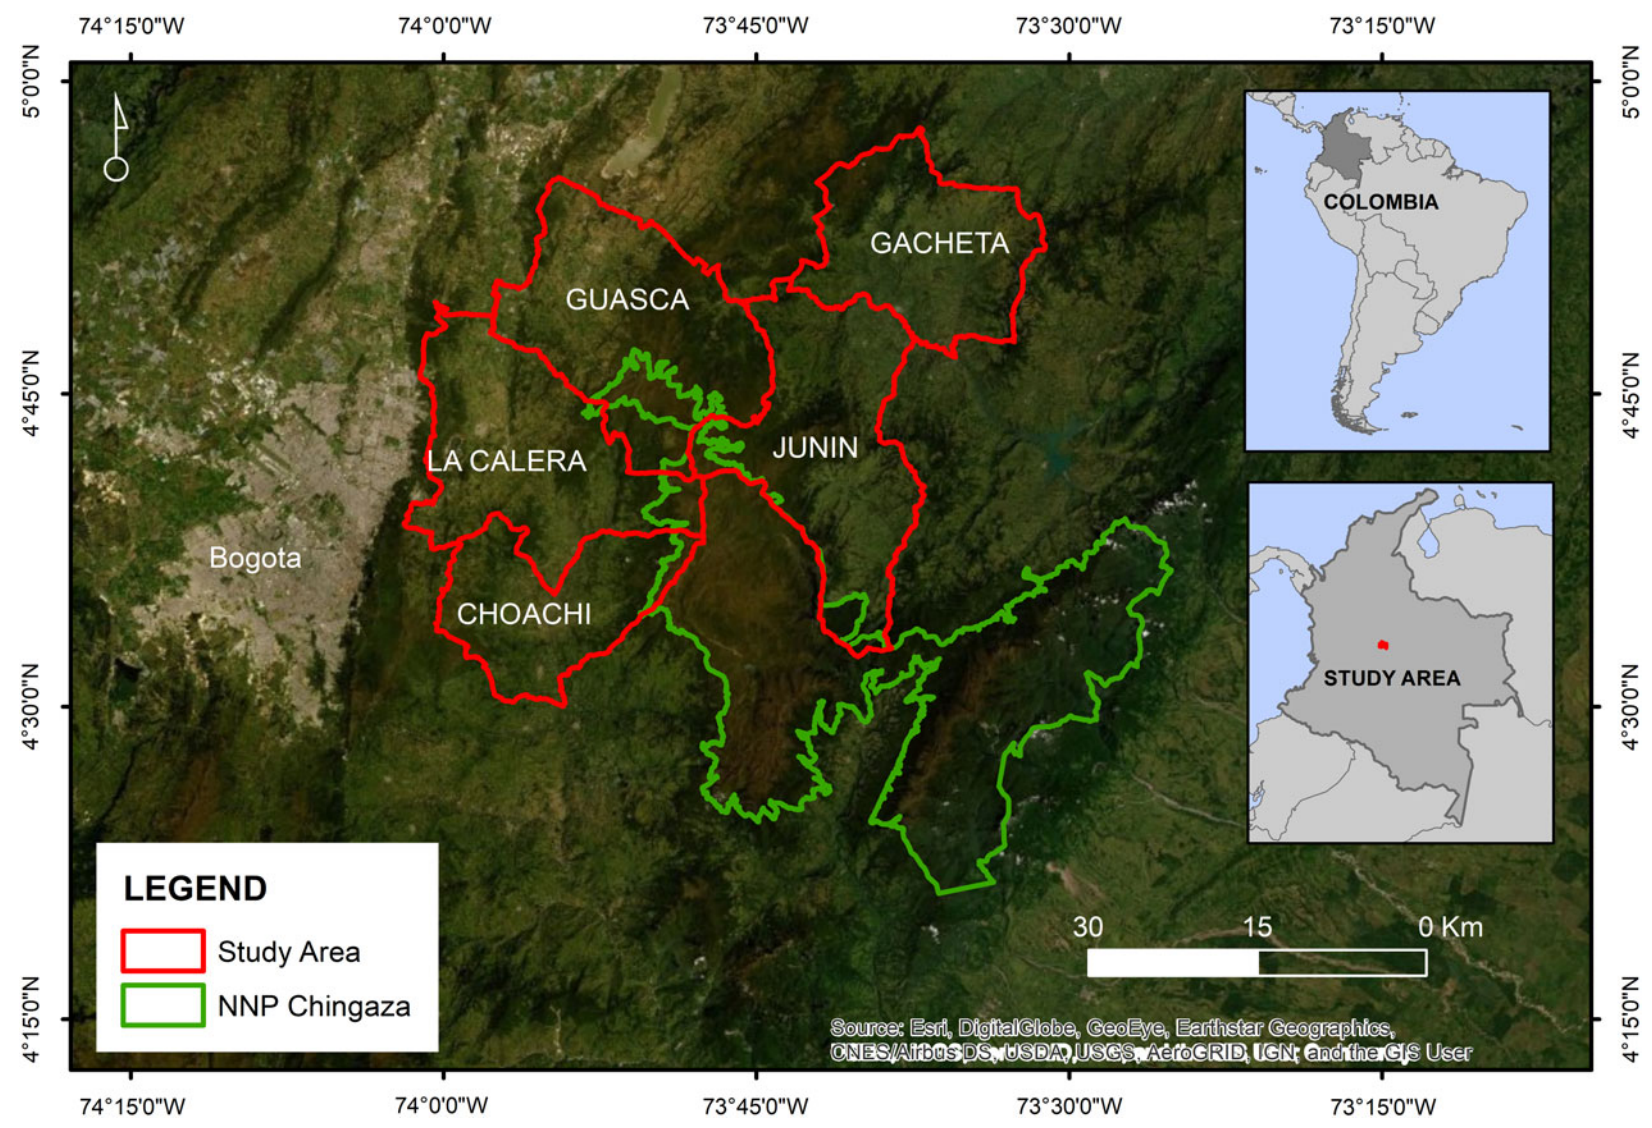 74°15'0"W 74°0'0"W 73°45'0"W 73°30'0"W 73°15'0"W
5°0'0"N
5°0'0"N
COLOMBIA
GACHETA
GUASCA
4°45'0"N
4°45'0"N
JUNIN
LA CALERA
Bogota
CHOACHI
STUDY AREA
4°30'0"N
4°30'0"N
LEGEND
Study Area
NNP Chingaza
30 15 0 Km
4°15'0"N
4°15'0"N
Source: Esri, DigitalGlobe, GeoEye, Earthstar Geographics,
CNES/Airbus DS, USDA, USGS, AeroGRID, IGN, and the GIS User
74°15'0"W 74°0'0"W 73°45'0"W 73°30'0"W 73°15'0"W